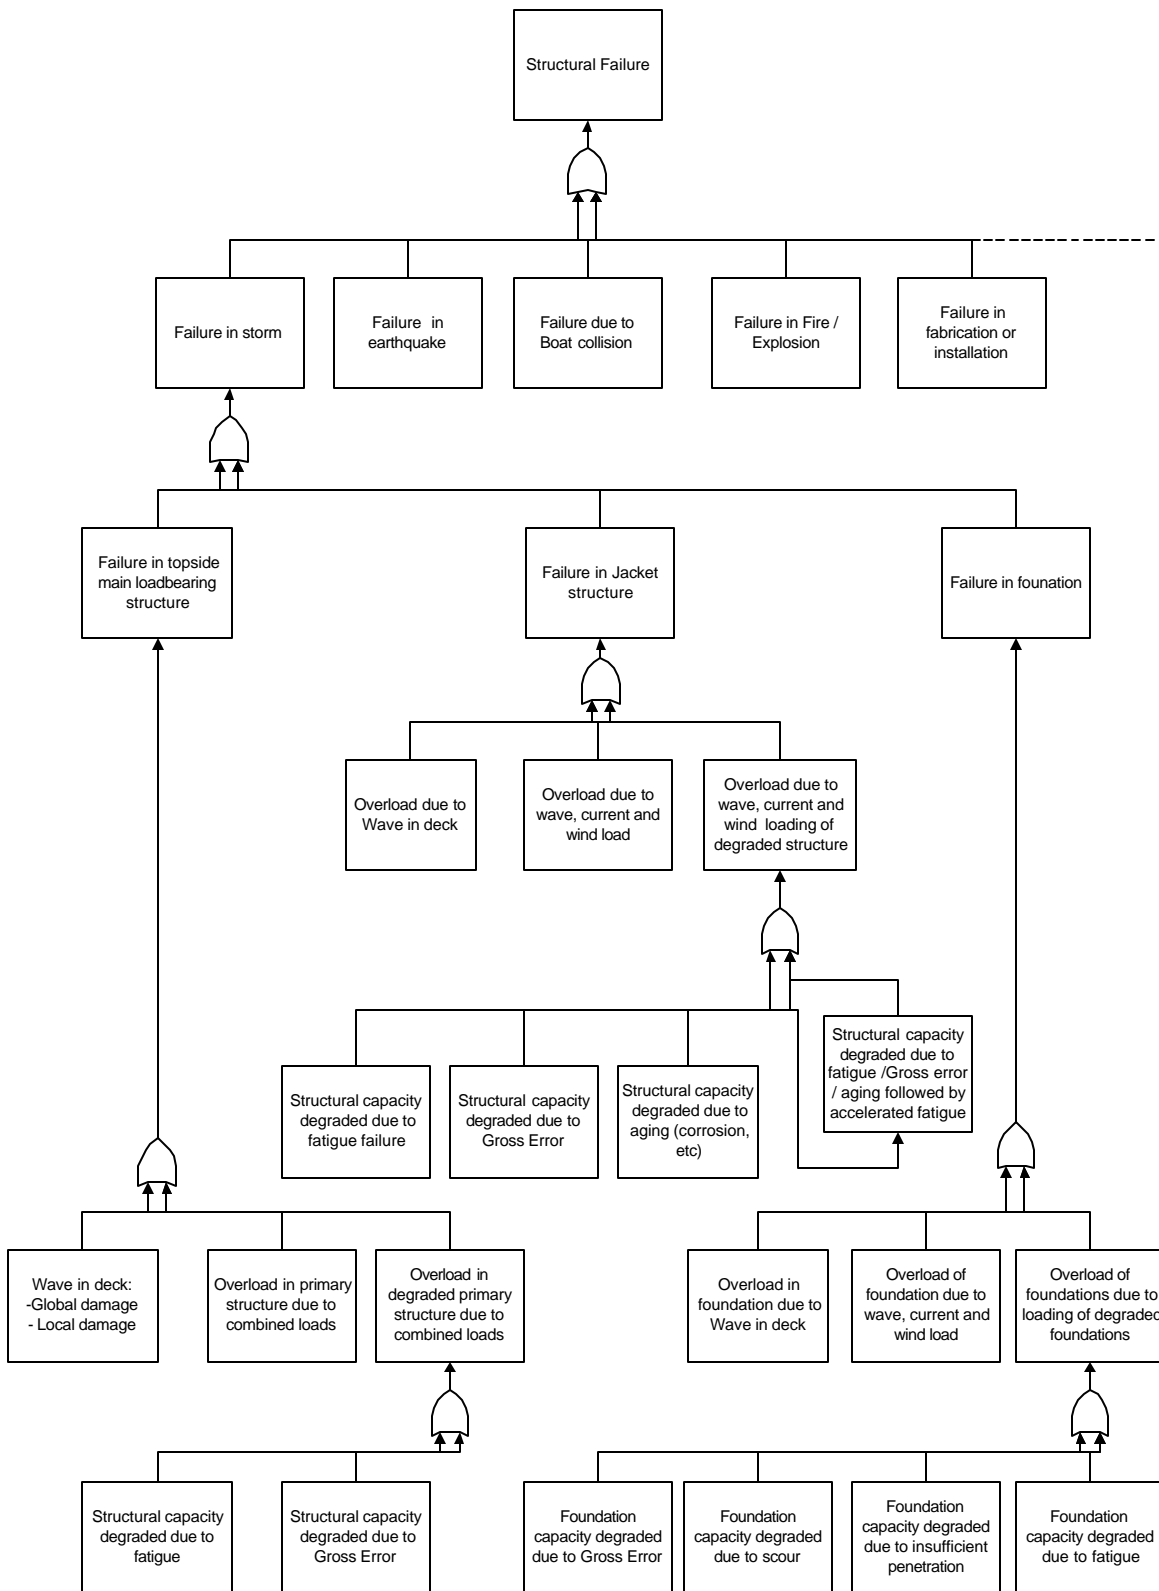 Structural Failure
Failure in storm
Failure in
earthquake
Failure due to
Boat collision
Failure in Fire /
Explosion
Failure in
fabrication or
installation
Failure in topside
main loadbearing
structure
Failure in Jacket
structure
Failure in founation
Overload due to
Wave in deck
Overload due to
wave, current and
wind load
Overload due to
wave, current and
wind loading of
degraded structure
Structural capacity
degraded due to
fatigue failure
Structural capacity
degraded due to
Gross Error
Structural capacity
degraded due to
aging (corrosion,
etc)
Structural capacity
degraded due to
fatigue /Gross error
/ aging followed by
accelerated fatigue
Wave in deck:
-Global damage
- Local damage
Overload in primary
structure due to
combined loads
Overload in
degraded primary
structure due to
combined loads
Overload in
foundation due to
Wave in deck
Overload of
foundation due to
wave, current and
wind load
Overload of
foundations due to
loading of degraded
foundations
Structural capacity
degraded due to
fatigue
Structural capacity
degraded due to
Gross Error
Foundation
capacity degraded
due to Gross Error
Foundation
capacity degraded
due to scour
Foundation
capacity degraded
due to insufficient
penetration
Foundation
capacity degraded
due to fatigue